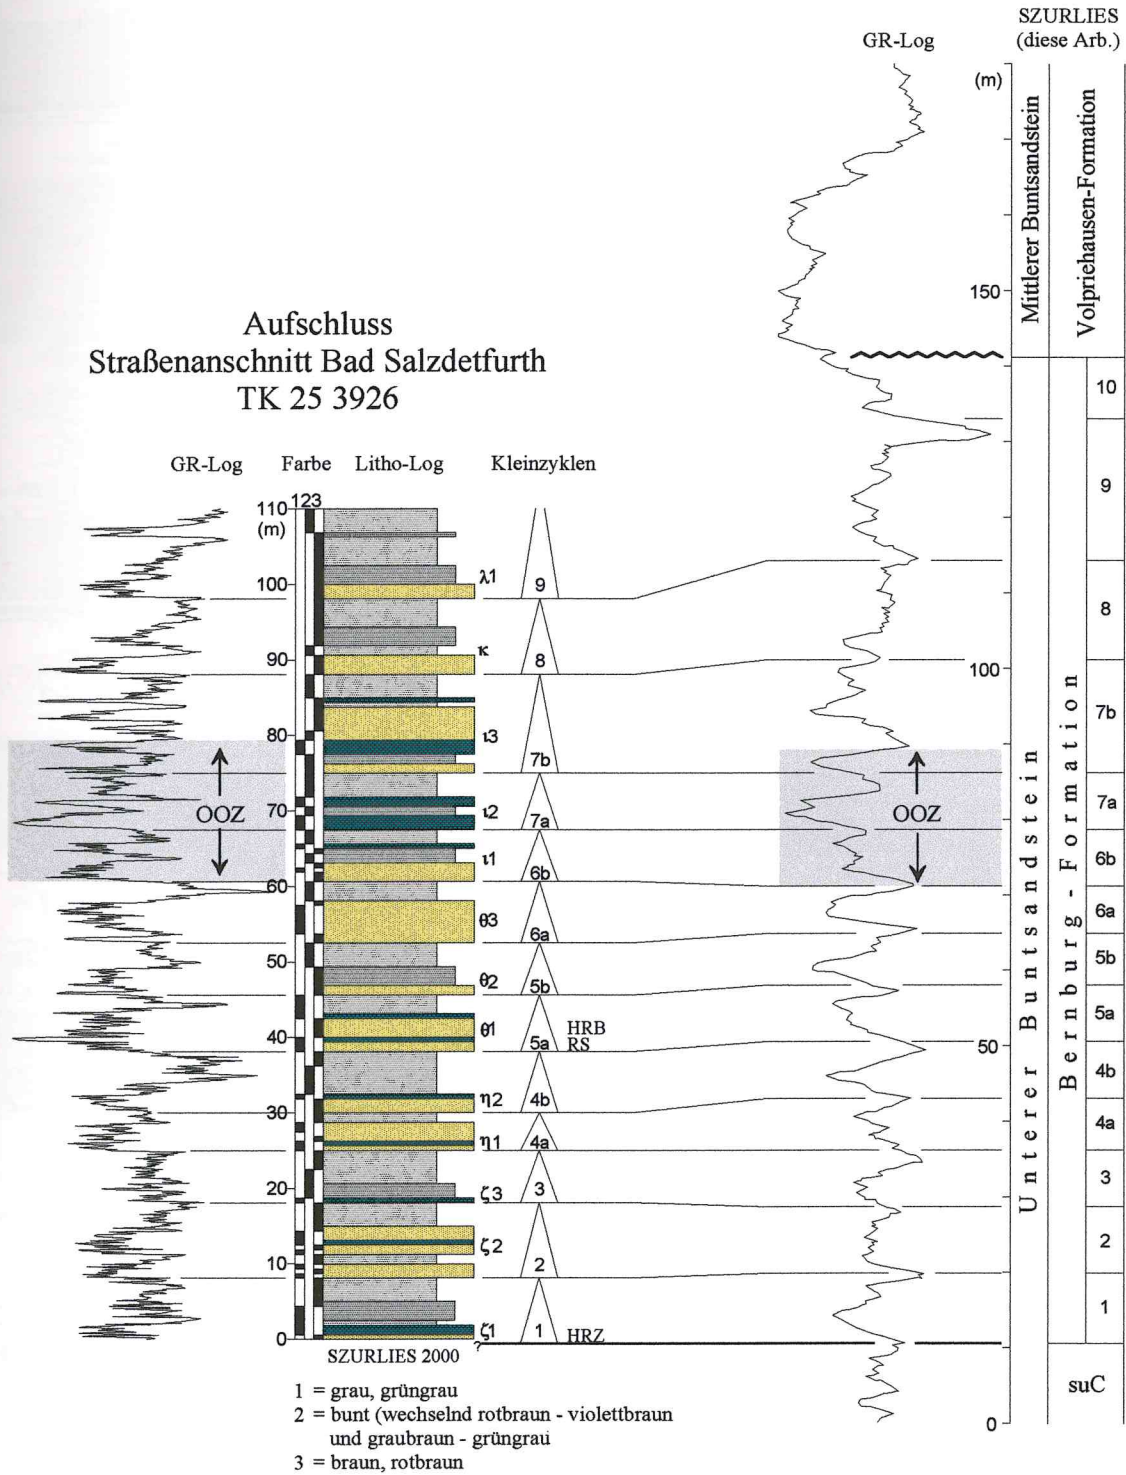 SZURLIES
(diese Arb.)
GR-Log
(m)
150
100
50
0
Mittlerer Buntsandstein
Volpriehausen-Formation
Unterer Buntsandstein
Bernburg - Formation
10
9
8
7b
7a
6b
6a
5b
5a
4b
4a
3
2
1
suC
OOZ
Aufschluss
Straßenanschnitt Bad Salzdetfurth
TK 25 3926
GR-Log Farbe Litho-Log Kleinzyklen
123
110
(m)
100
90
80
70
60
50
40
30
20
10
0
OOZ
λ1
κ
ι3
ι2
ι1
θ3
θ2
θ1
η2
η1
ζ3
ζ2
ζ1
9
8
7b
7a
6b
6a
5b
5a
4b
4a
3
2
1
HRB
RS
HRZ
?
SZURLIES 2000
1 = grau, grüngrau
2 = bunt (wechselnd rotbraun - violettbraun
und graubraun - grüngrau
3 = braun, rotbraun